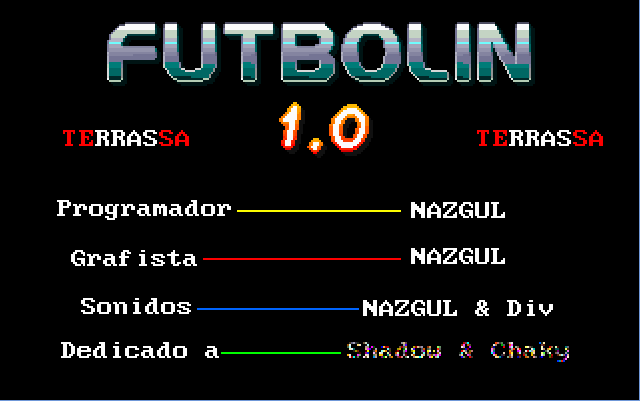 FUTBOLIN
1.0
TERRASSA TERRASSA
Programador NAZGUL
Grafista NAZGUL
Sonidos NAZGUL & Div
Dedicado a Shadow & Chaky